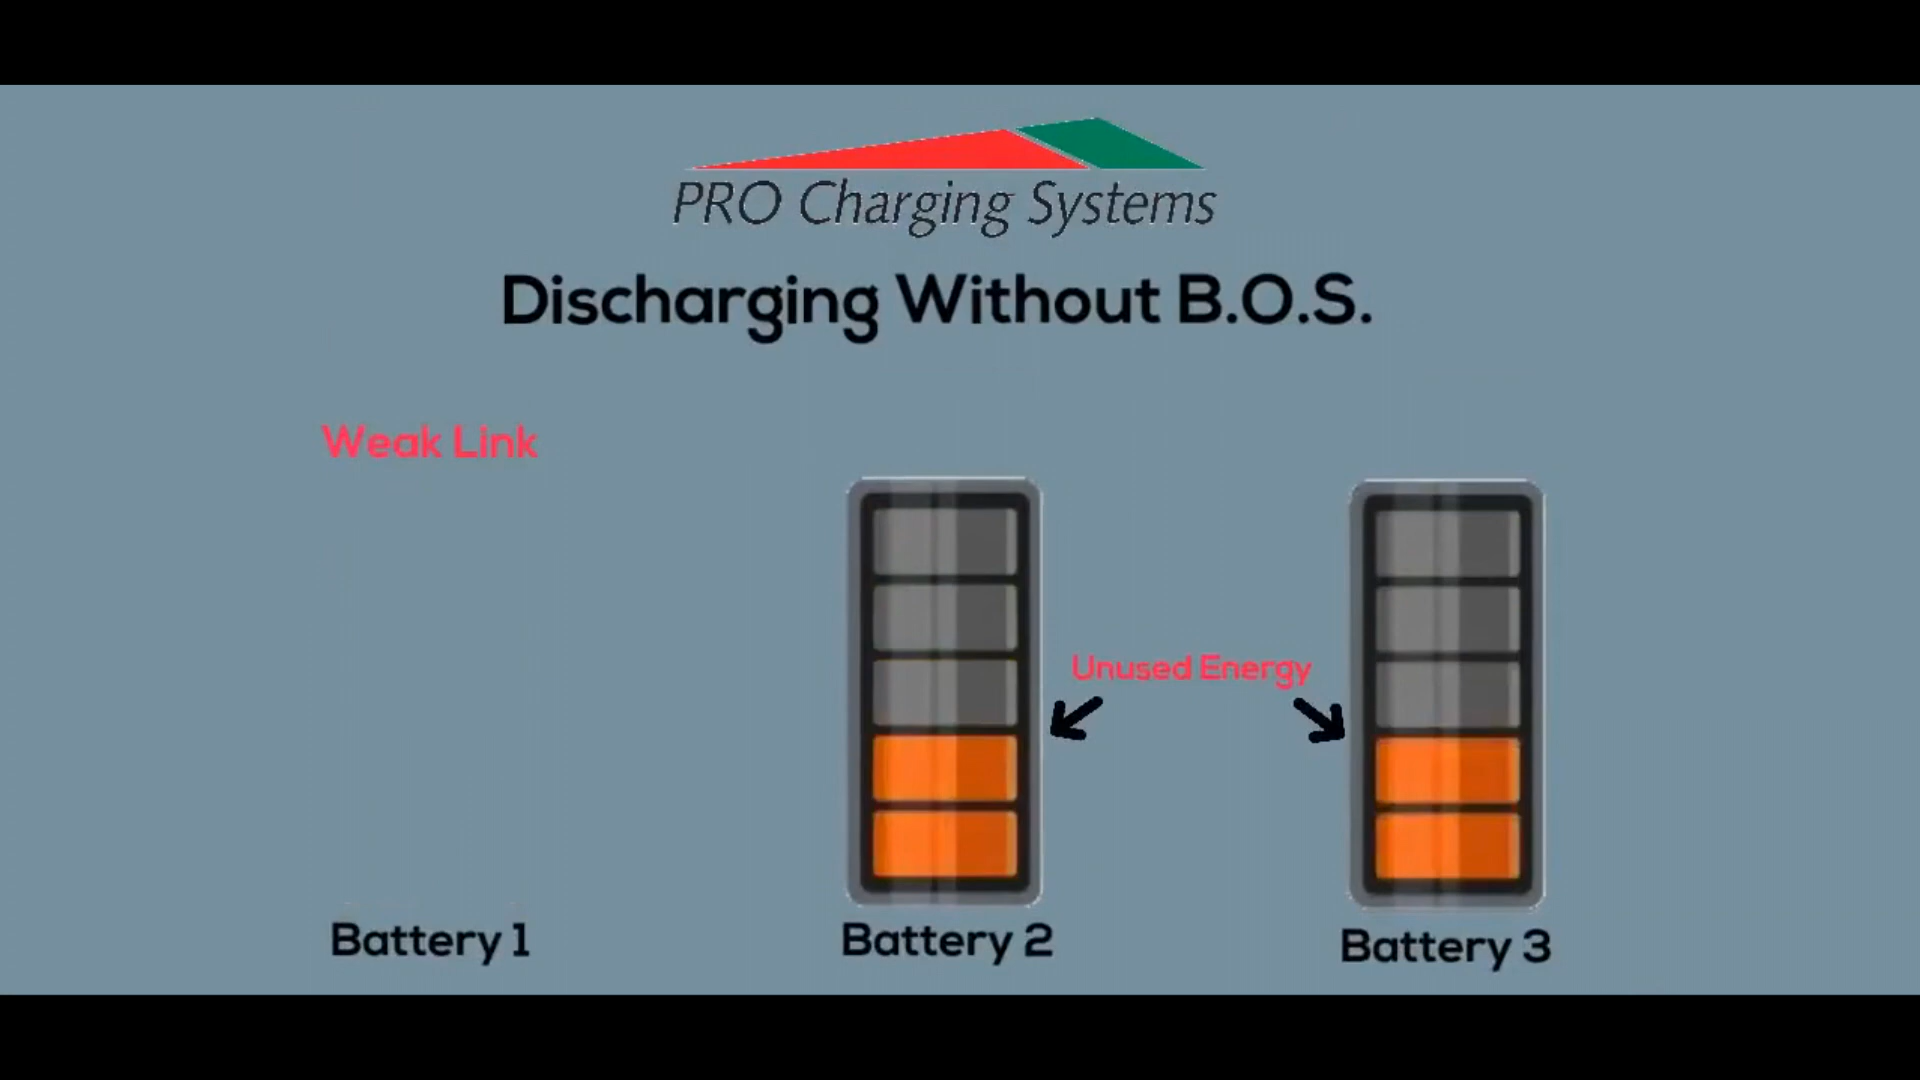 PRO Charging Systems
Discharging Without B.O.S.
Weak Link
Unused Energy
Battery 1
Battery 2
Battery 3